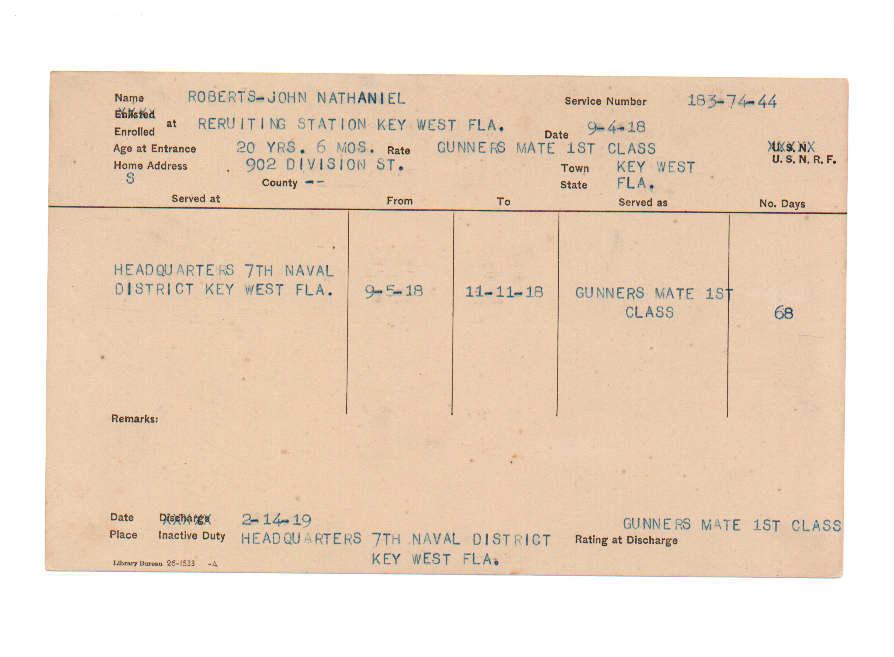 Name ROBERTS-JOHN NATHANIEL Service Number 183-74-44
Enlisted
Enrolled at RERUITING STATION KEY WEST FLA. Date 9-4-18
Age at Entrance 20 YRS. 6 MOS. Rate GUNNERS MATE 1ST CLASS U. S. N.
U. S. N. R. F.
Home Address 902 DIVISION ST. Town KEY WEST
S County -- State FLA.
Served at From To Served as No. Days
HEADQUARTERS 7TH NAVAL
DISTRICT KEY WEST FLA. 9-5-18 11-11-18 GUNNERS MATE 1ST
CLASS 68
Remarks:
Date Discharge 2-14-19 GUNNERS MATE 1ST CLASS
Place Inactive Duty HEADQUARTERS 7TH NAVAL DISTRICT Rating at Discharge
KEY WEST FLA.
Library Bureau 26-1533 -A